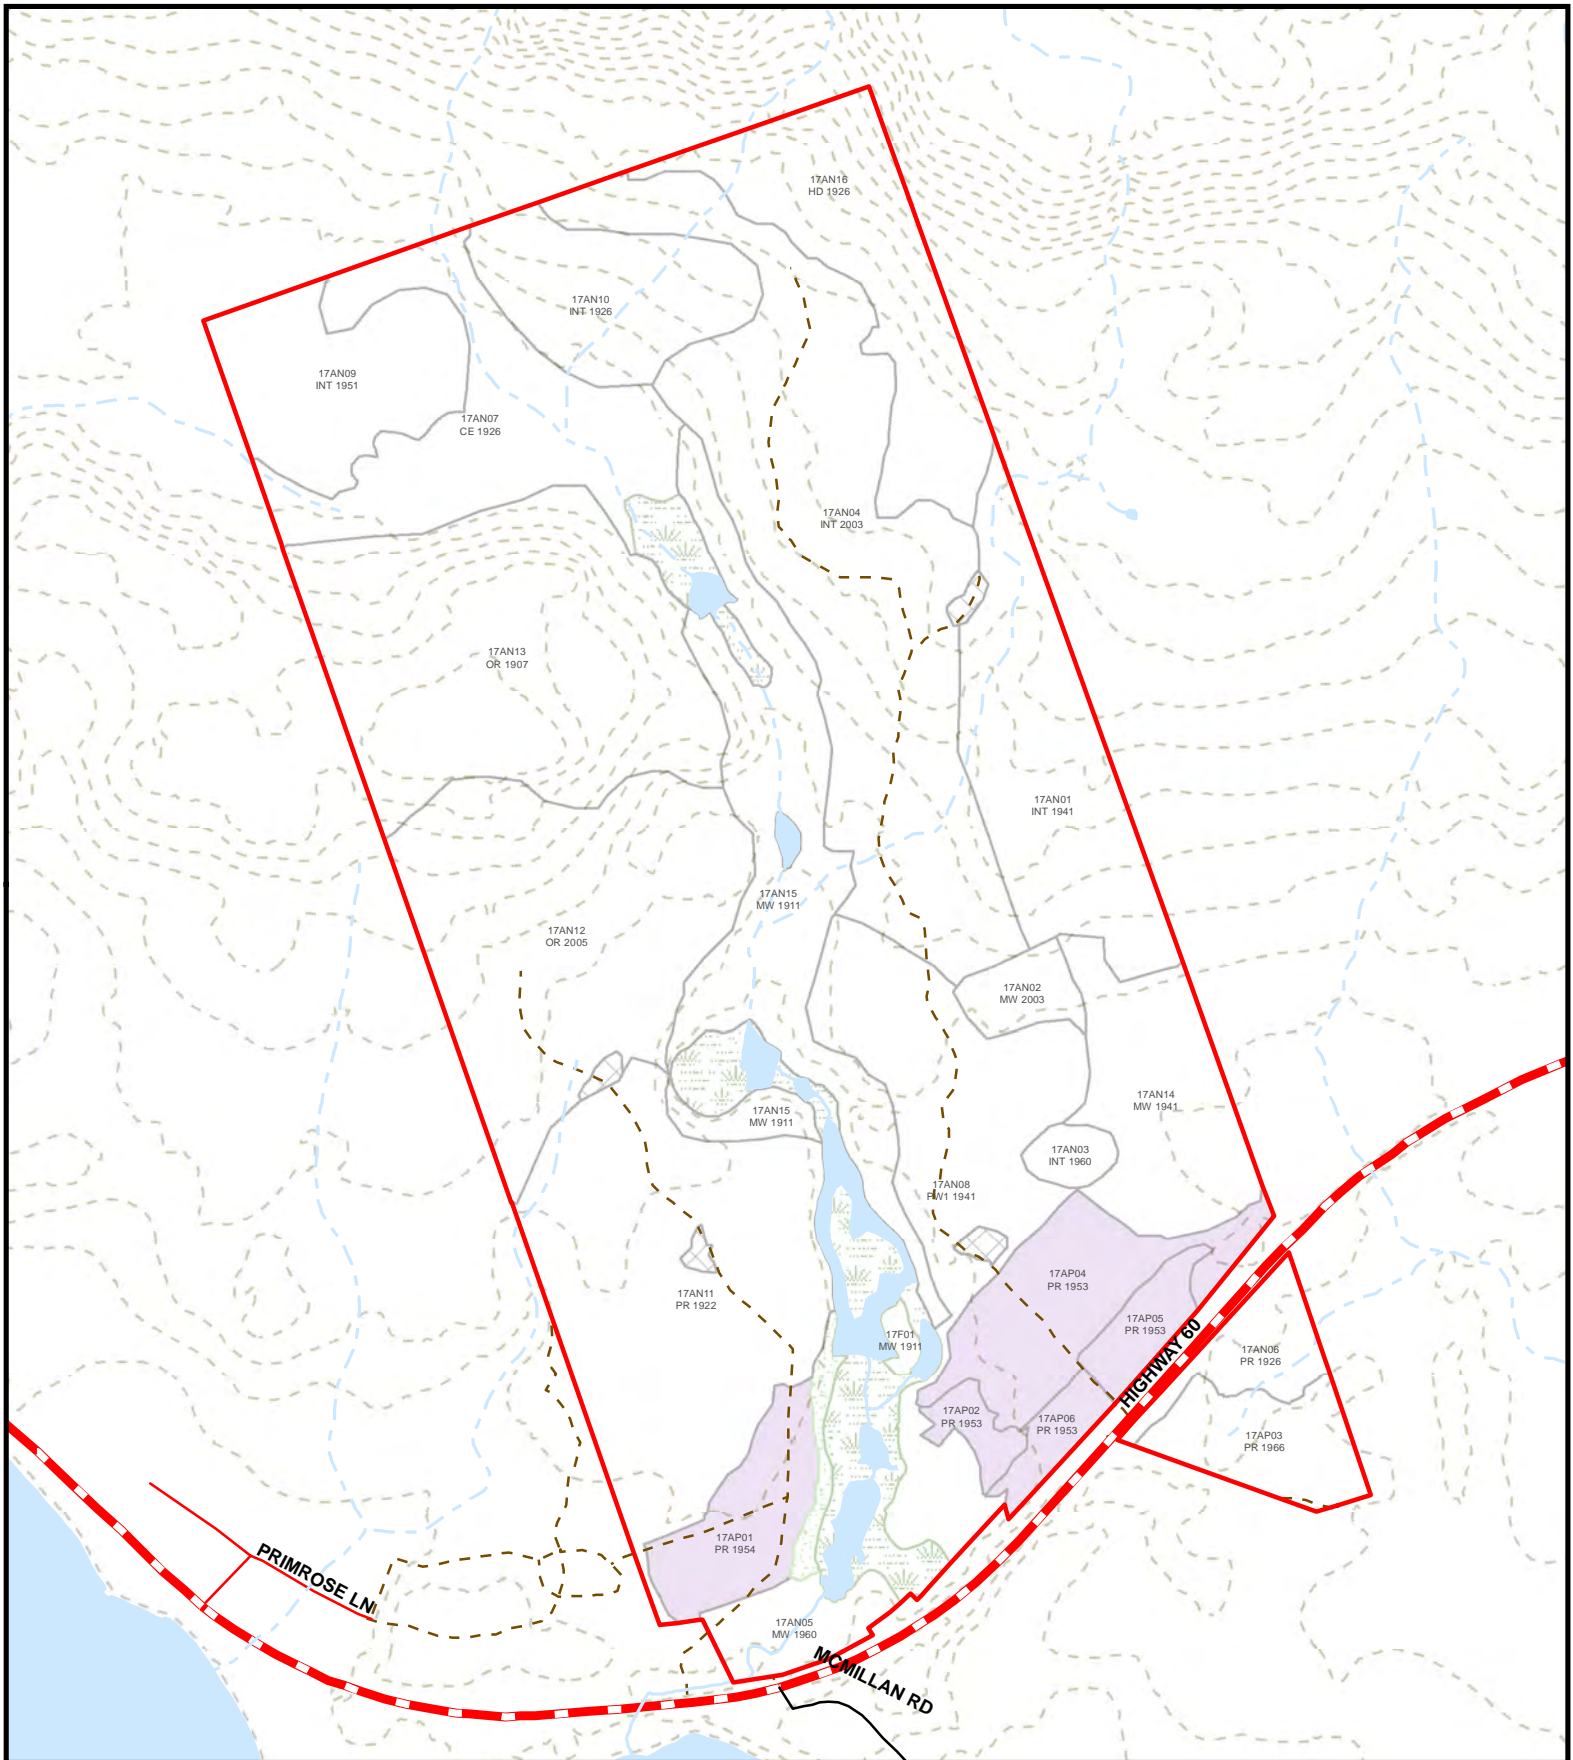 17AN16
HD 1926
17AN10
INT 1926
17AN09
INT 1951
17AN07
CE 1926
17AN04
INT 2003
17AN13
OR 1907
17AN01
INT 1941
17AN15
MW 1911
17AN12
OR 2005
17AN02
MW 2003
17AN14
MW 1941
17AN15
MW 1911
17AN03
INT 1960
17AN08
PW1 1941
17AP04
PR 1953
17AN11
PR 1922
17AP05
PR 1953
17F01
MW 1911
17AN06
PR 1926
HIGHWAY 60
17AP02
PR 1953
17AP06
PR 1953
17AP03
PR 1966
17AP01
PR 1954
PRIMROSE LN
17AN05
MW 1960
MCMILLAN RD